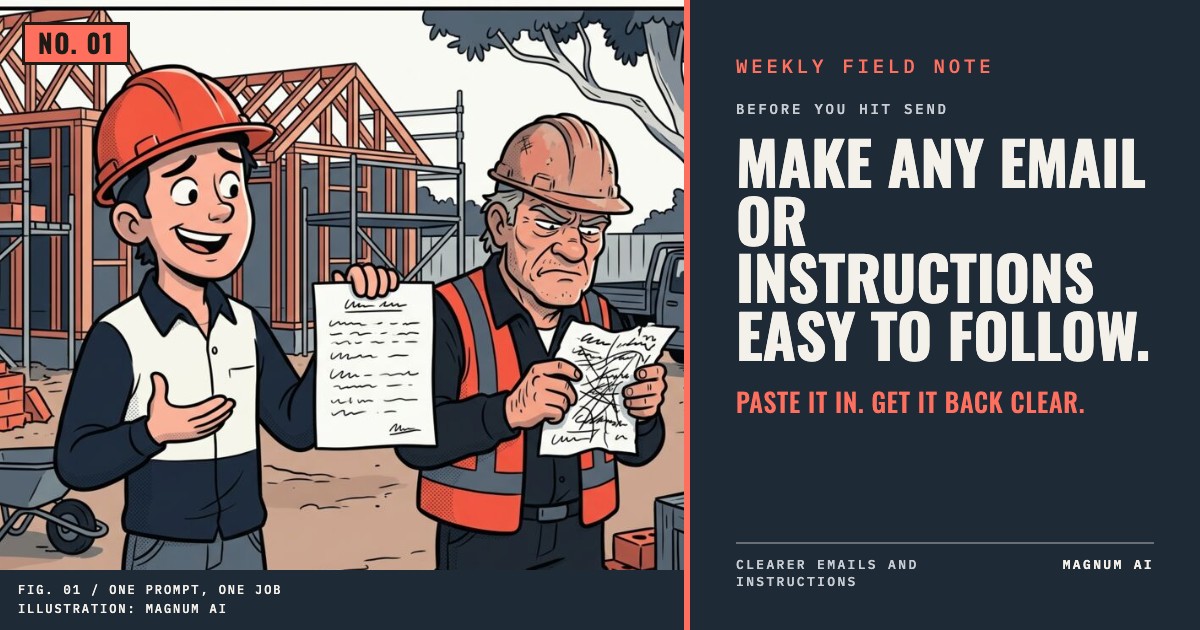 NO. 01
FIG. 01 / ONE PROMPT, ONE JOB
ILLUSTRATION: MAGNUM AI
WEEKLY FIELD NOTE
BEFORE YOU HIT SEND
MAKE ANY EMAIL
OR
INSTRUCTIONS
EASY TO FOLLOW.
PASTE IT IN. GET IT BACK CLEAR.
CLEARER EMAILS AND
INSTRUCTIONS
MAGNUM AI